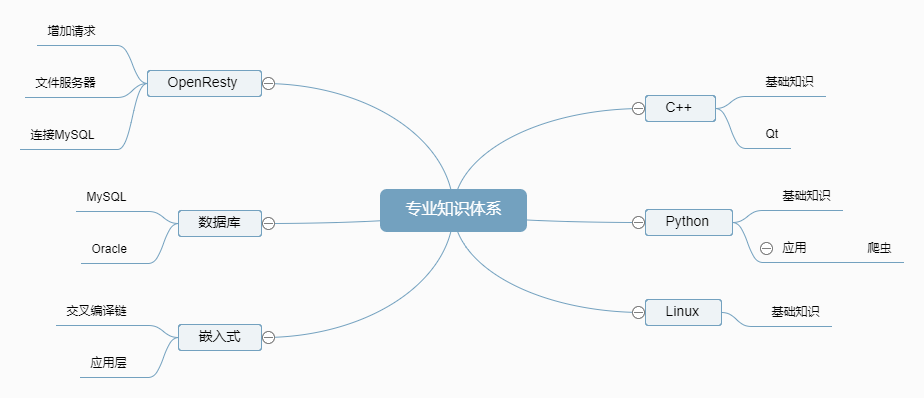 专业知识体系
C++
基础知识
Qt
Python
基础知识
应用
爬虫
Linux
基础知识
OpenResty
增加请求
文件服务器
连接MySQL
数据库
MySQL
Oracle
嵌入式
交叉编译链
应用层